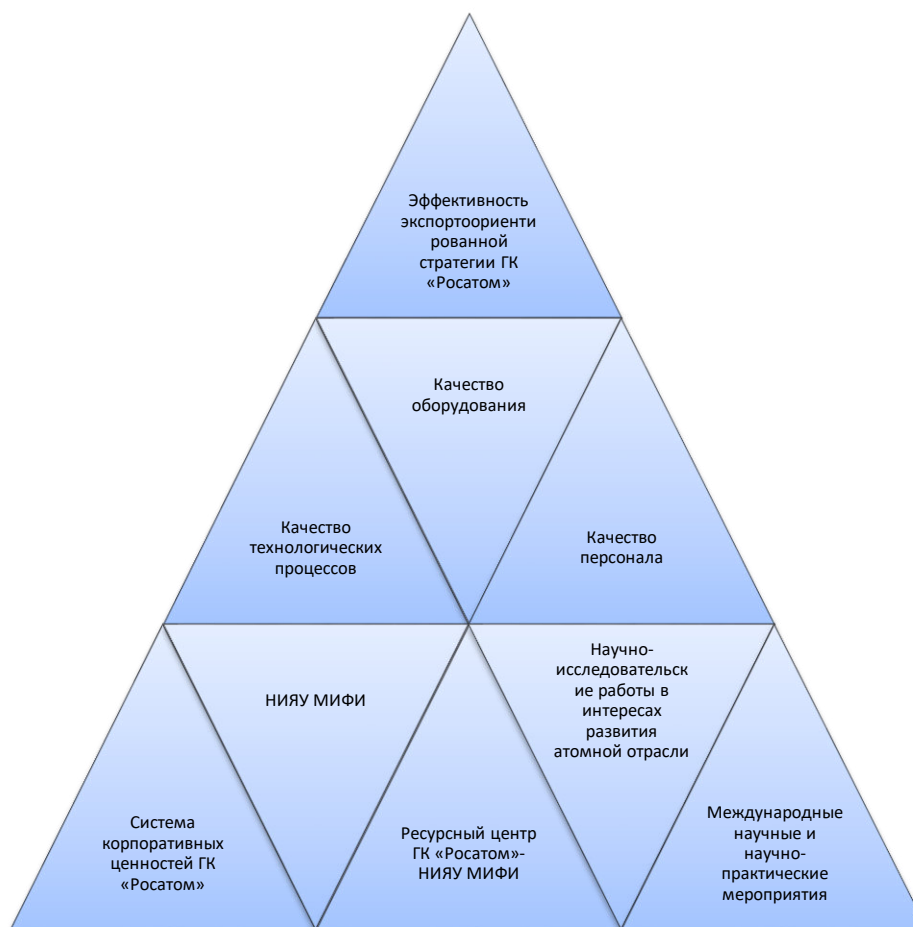 Эффективность
экспортоориенти
рованной
стратегии ГК
«Росатом»
Качество
оборудования
Качество
технологических
процессов
Качество
персонала
НИЯУ МИФИ
Научно-
исследовательск
ие работы в
интересах
развития
атомной отрасли
Система
корпоративных
ценностей ГК
«Росатом»
Ресурсный центр
ГК «Росатом»-
НИЯУ МИФИ
Международные
научные и
научно-
практические
мероприятия